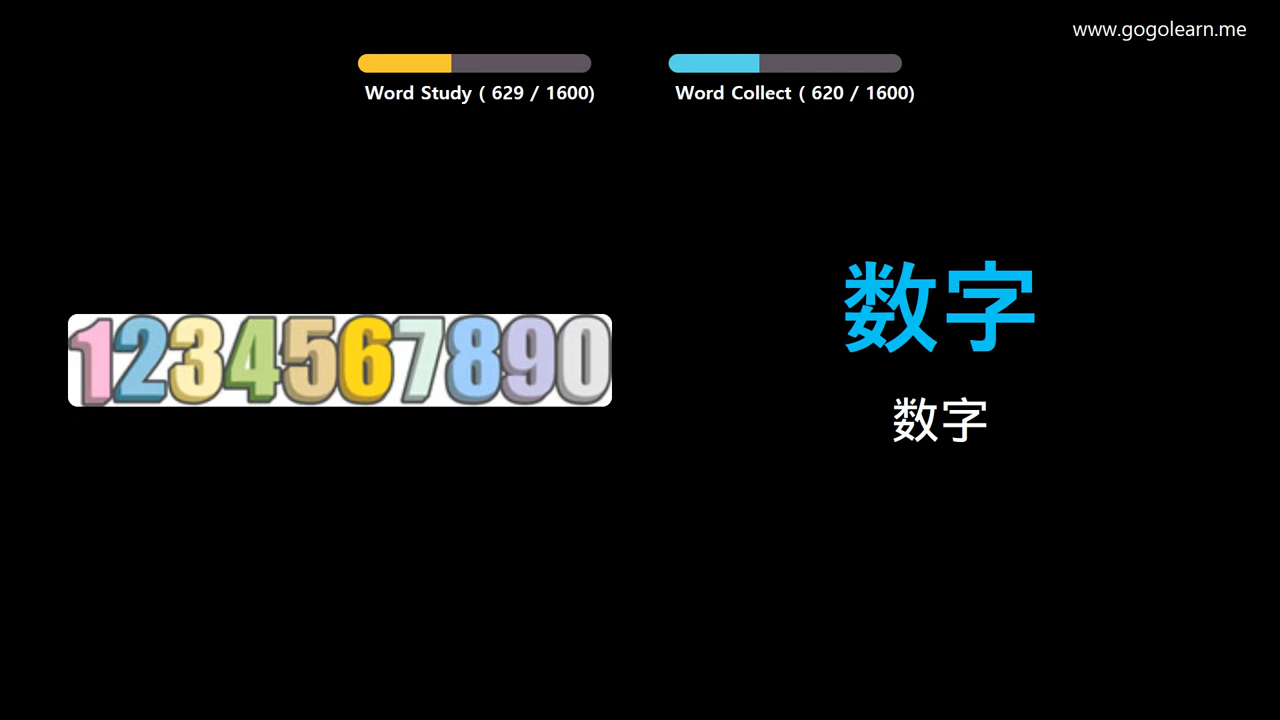 www.gogolearn.me
Word Study ( 629 / 1600)
Word Collect ( 620 / 1600)
1234567890
数字
数字